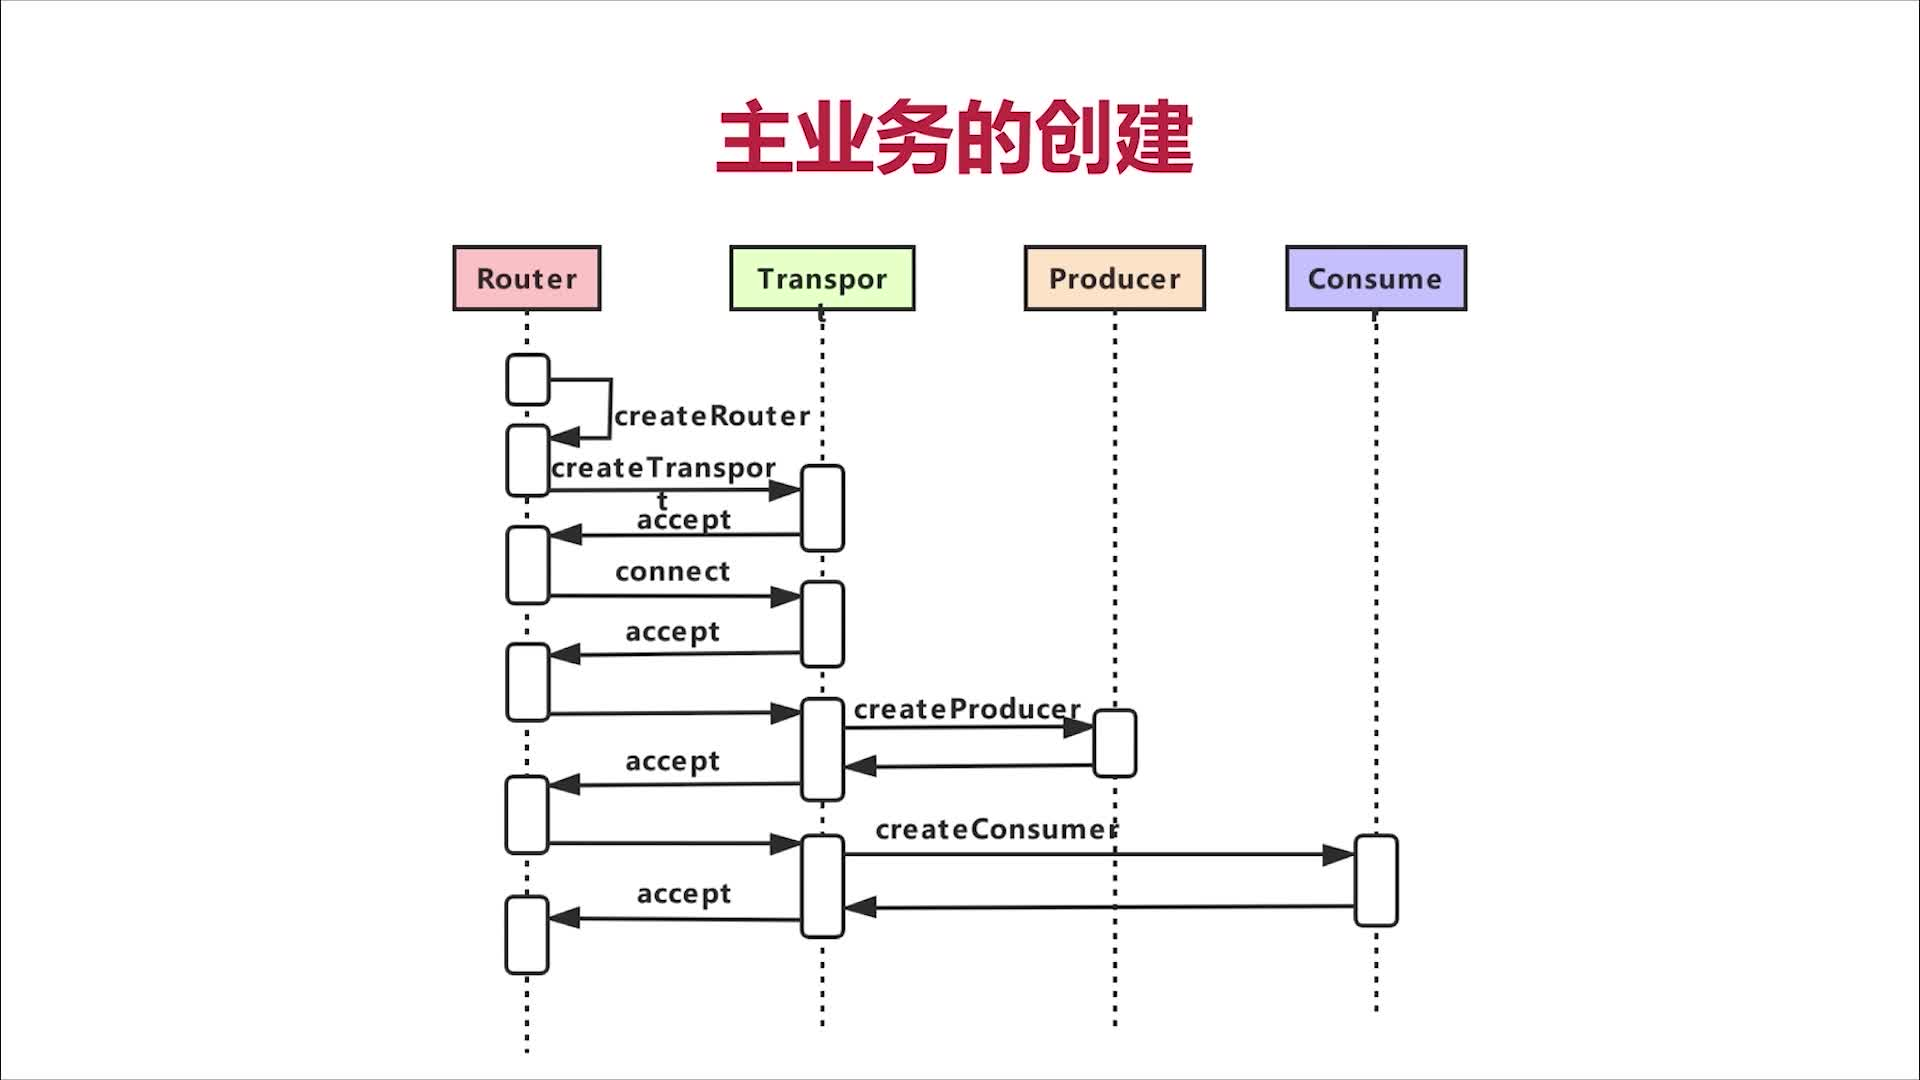 主业务的创建
Router
Transpor
t
Producer
Consume
r
createRouter
createTranspor
t
accept
connect
accept
createProducer
accept
createConsumer
accept